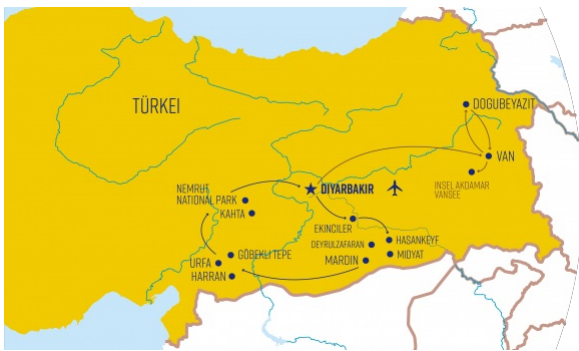 DOGUBEYAZIT
TÜRKEI
VAN
INSEL AKDAMAR
VANSEE
NEMRUT
NATIONAL PARK
DIYARBAKIR
KAHTA
EKINCILER
HASANKEYF
DEYRULZAFARAN
GÖBEKLI TEPE
MIDYAT
URFA
MARDIN
HARRAN